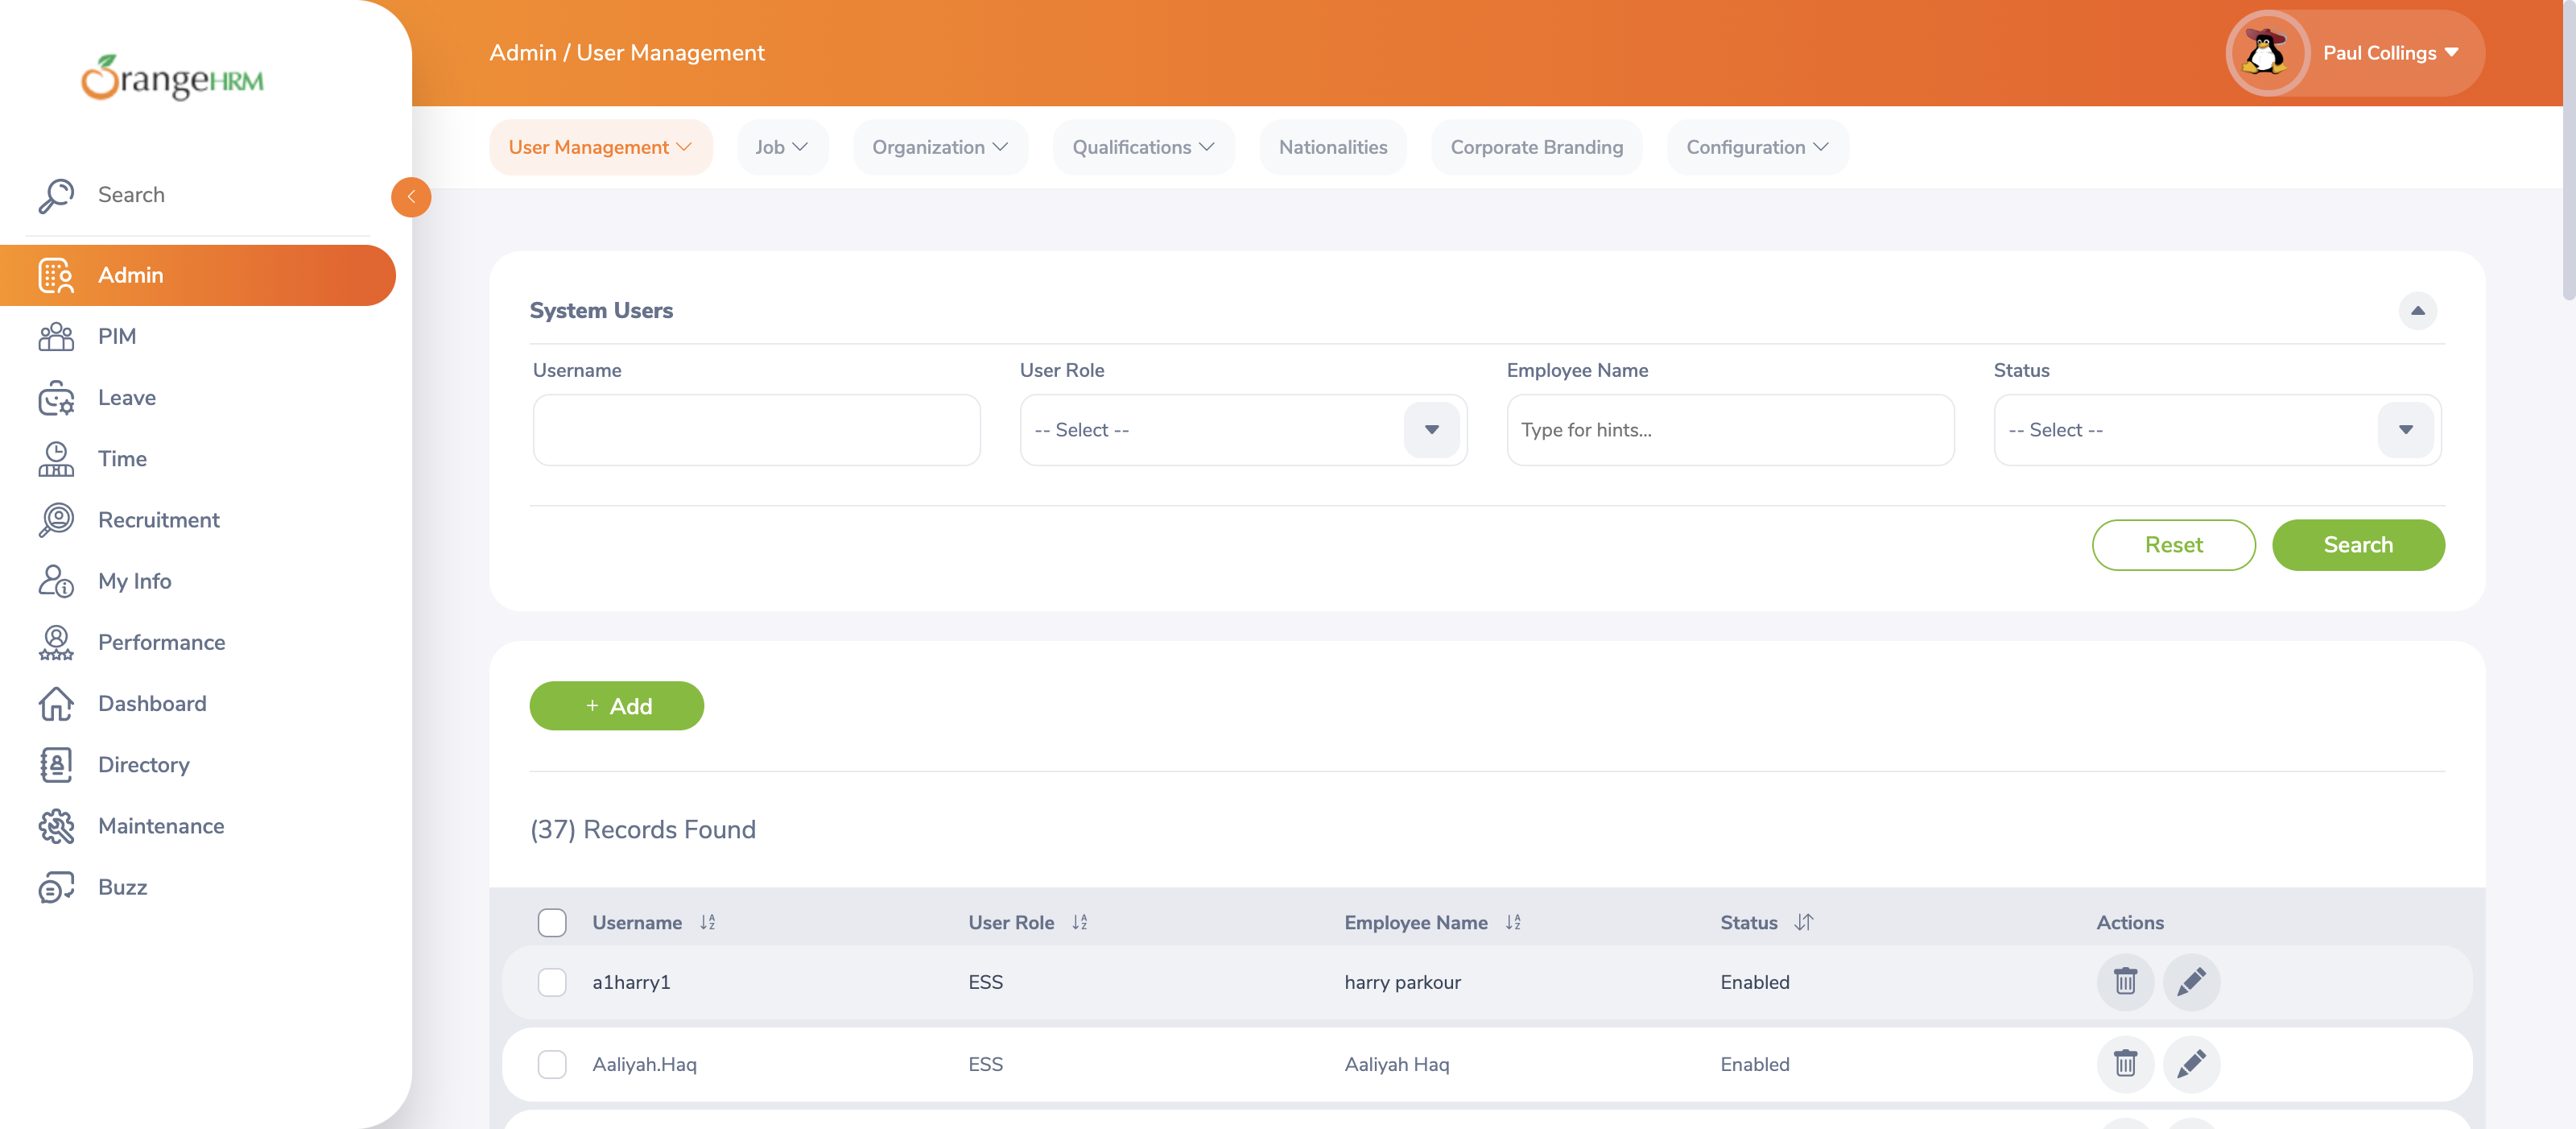 OrangeHRM
Admin / User Management
Paul Collings
User Management
Job
Organization
Qualifications
Nationalities
Corporate Branding
Configuration
Search
Admin
PIM
Leave
Time
Recruitment
My Info
Performance
Dashboard
Directory
Maintenance
Buzz
System Users
Username
User Role
Employee Name
Status
-- Select --
Type for hints...
-- Select --
Reset
Search
+ Add
(37) Records Found
Username User Role Employee Name Status Actions
a1harry1 ESS harry parkour Enabled
Aaliyah.Haq ESS Aaliyah Haq Enabled